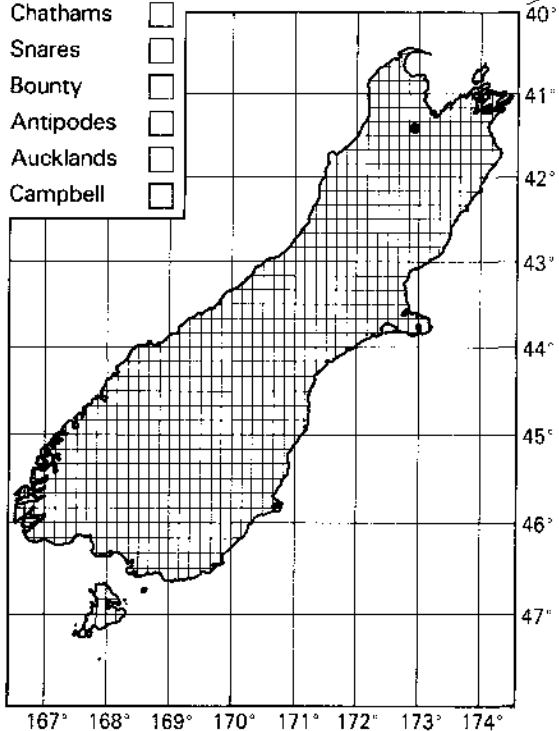 Chathams
Snares
Bounty
Antipodes
Aucklands
Campbell
40°
41°
42°
43°
44°
45°
46°
47°
167° 168° 169° 170° 171° 172° 173° 174°